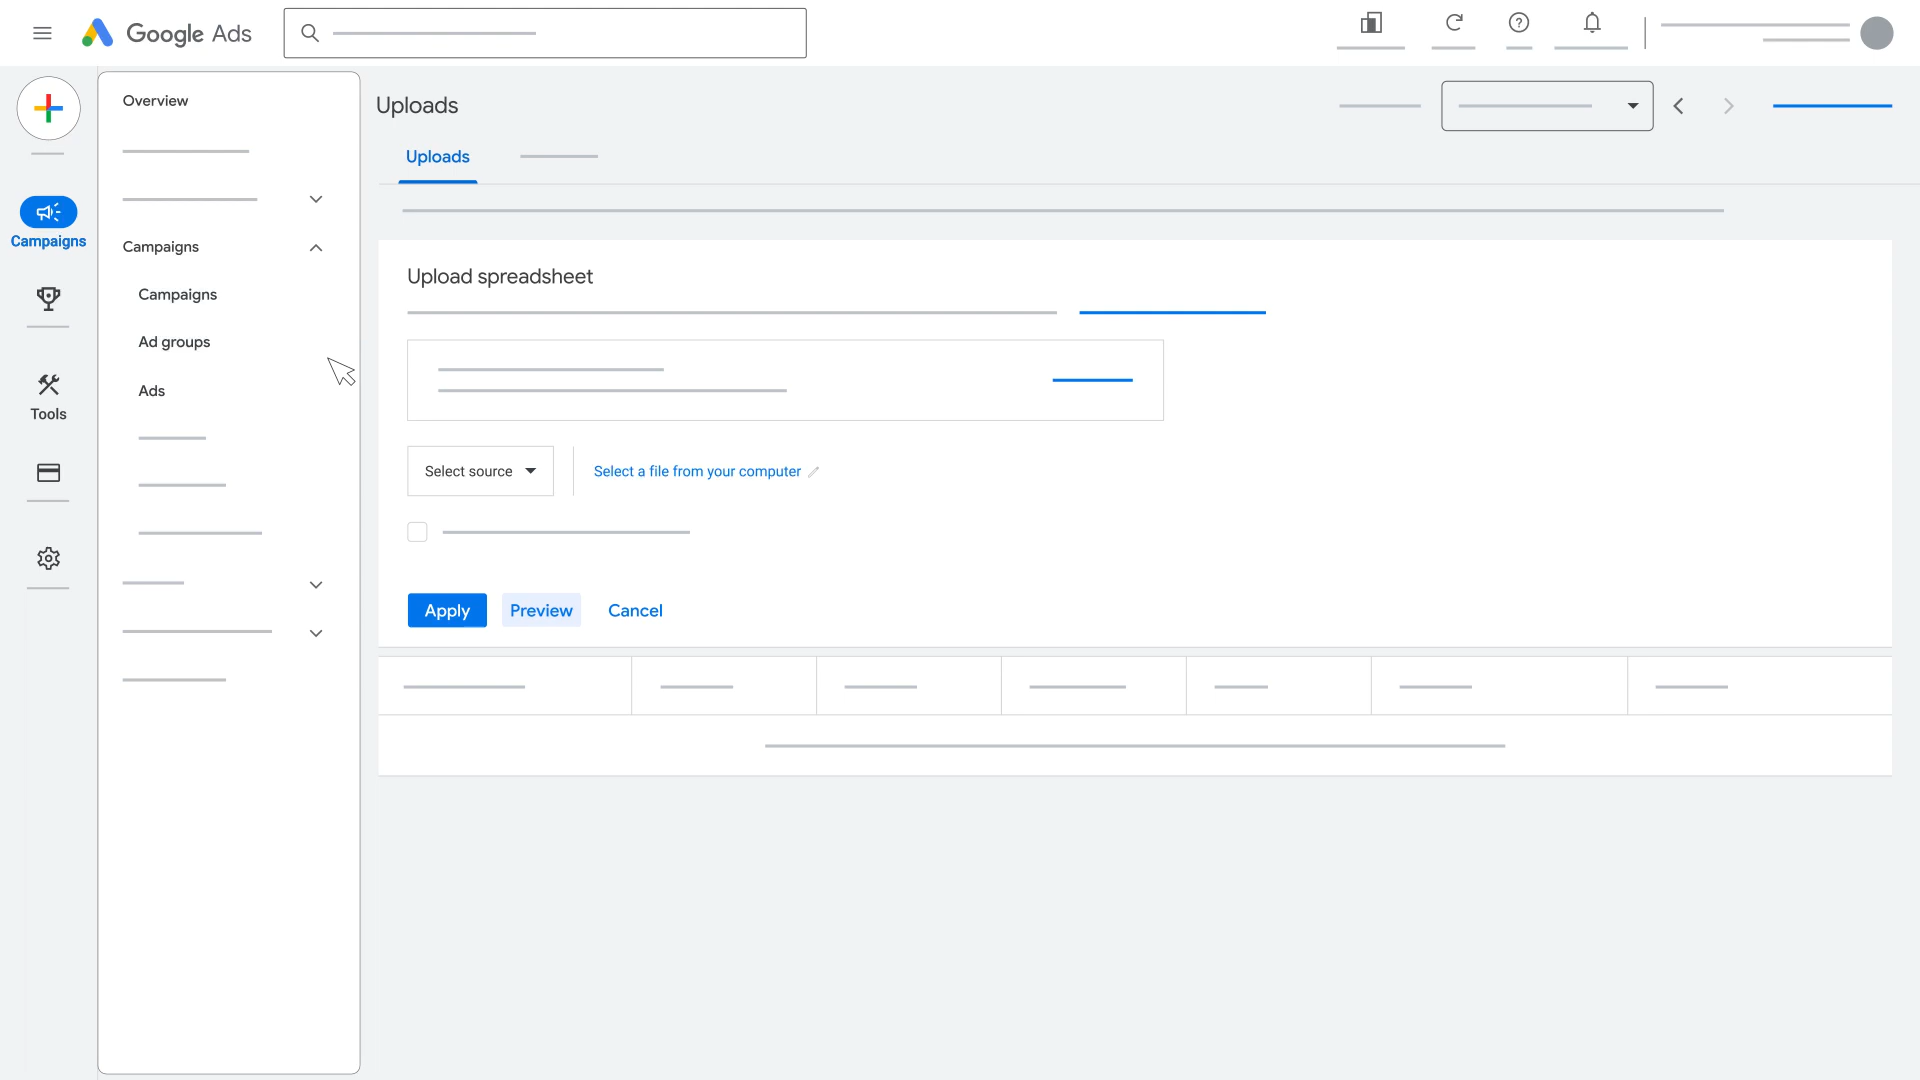 Google Ads
Overview
Campaigns
Campaigns
Ad groups
Ads
Campaigns
Tools
Uploads
Uploads
Upload spreadsheet
Select source
Select a file from your computer
Apply
Preview
Cancel